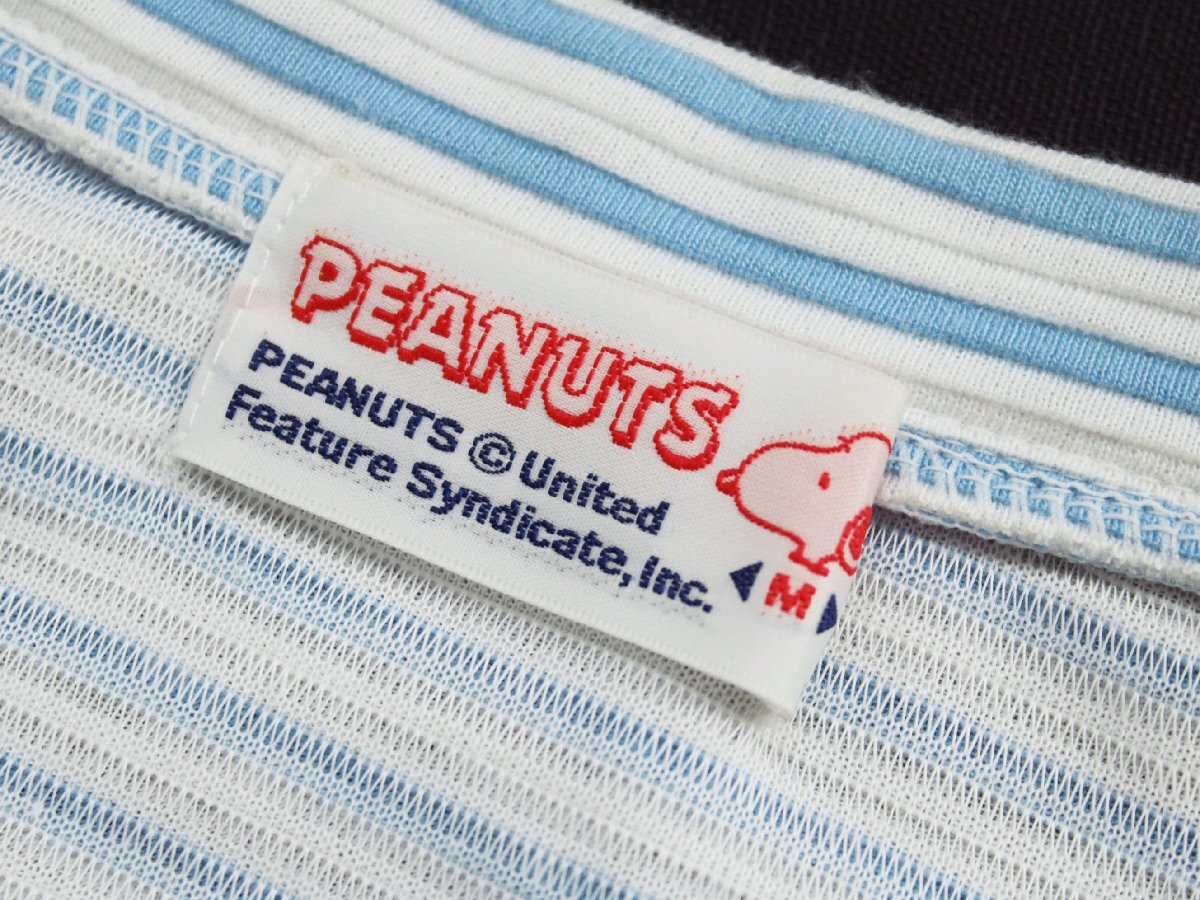 PEANUTS
PEANUTS © United
Feature Syndicate, Inc.
M